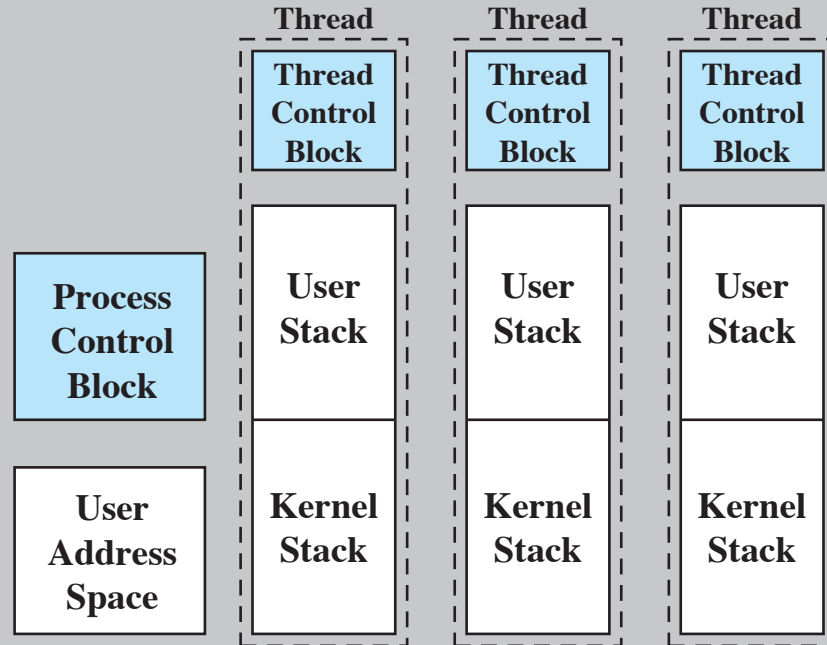 Thread
Thread
Thread
Thread
Control
Block
Thread
Control
Block
Thread
Control
Block
Process
Control
Block
User
Stack
User
Stack
User
Stack
User
Address
Space
Kernel
Stack
Kernel
Stack
Kernel
Stack